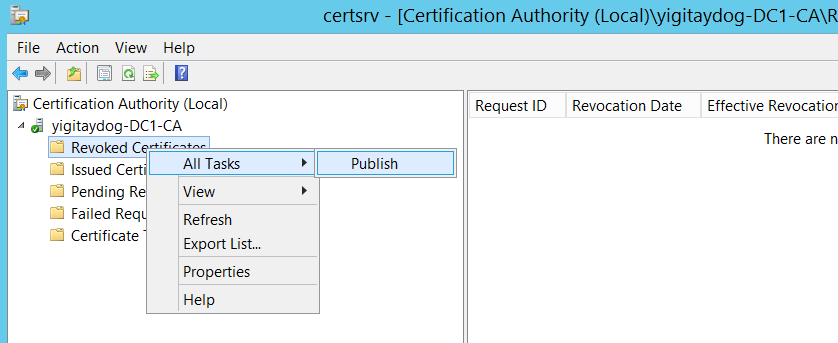 certsrv - [Certification Authority (Local)\yigitaydog-DC1-CA\R
File Action View Help
Certification Authority (Local)
yigitaydog-DC1-CA
Revoked Certificates
Issued Certi
Pending Re
Failed Requ
Certificate T
All Tasks
View
Refresh
Export List...
Properties
Help
Publish
Request ID Revocation Date Effective Revocation
There are n